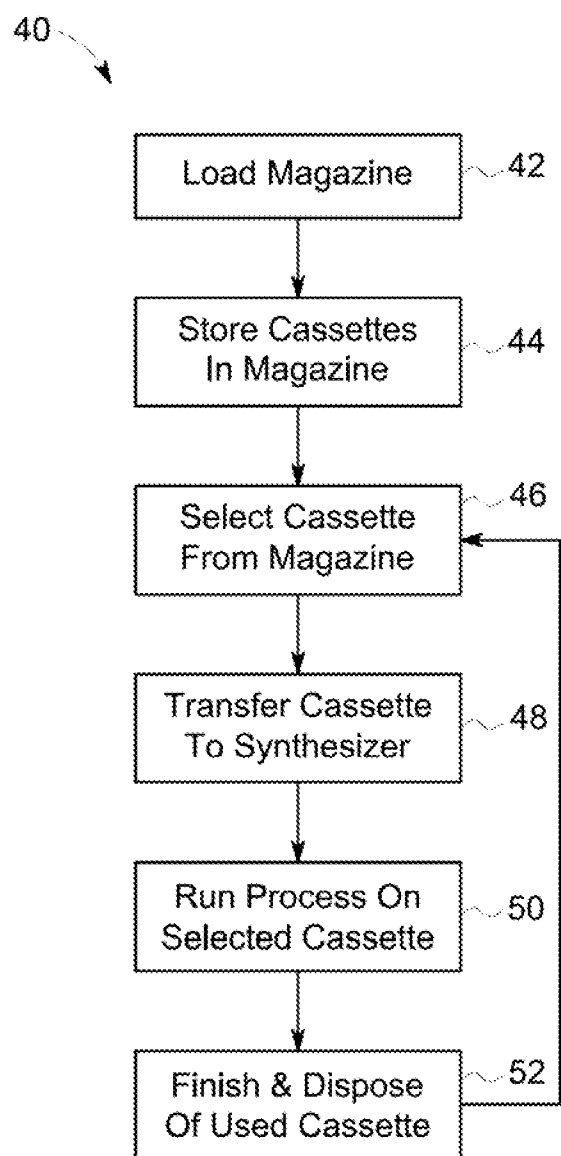 40
Load Magazine
42
Store Cassettes
In Magazine
44
Select Cassette
From Magazine
46
Transfer Cassette
To Synthesizer
48
Run Process On
Selected Cassette
50
Finish & Dispose
Of Used Cassette
52